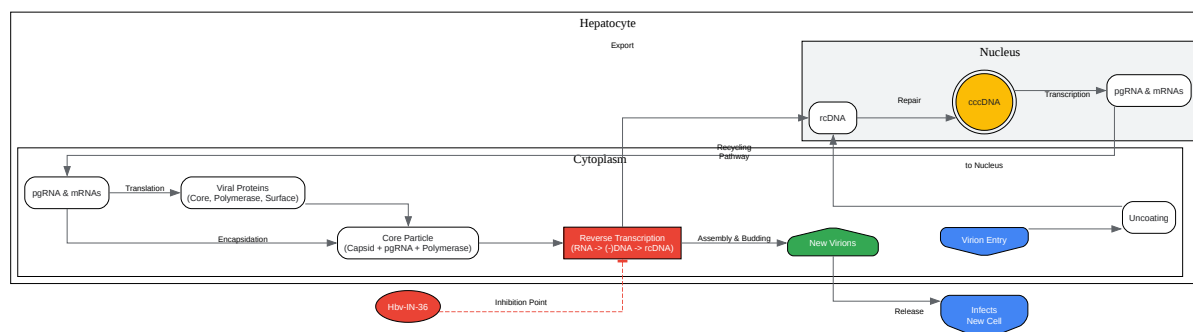 Hepatocyte
Export
Nucleus
pgRNA & mRNAs
cccDNA
Transcription
Repair
rcDNA
Recycling
Pathway
Cytoplasm
to Nucleus
pgRNA & mRNAs
Translation
Viral Proteins
(Core, Polymerase, Surface)
Uncoating
Encapsidation
Core Particle
(Capsid + pgRNA + Polymerase)
Reverse Transcription
(RNA -> (-)DNA -> rcDNA)
Assembly & Budding
New Virions
Virion Entry
Hbv-IN-36
Inhibition Point
Release
Infects
New Cell